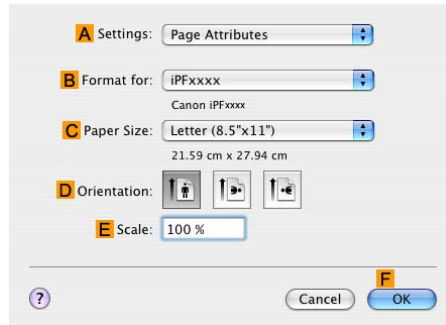 A Settings: Page Attributes
B Format for: iPFxxxx
Canon iPFxxxx
C Paper Size: Letter (8.5"x11")
21.59 cm x 27.94 cm
D Orientation:
E Scale: 100 %
F
? Cancel OK